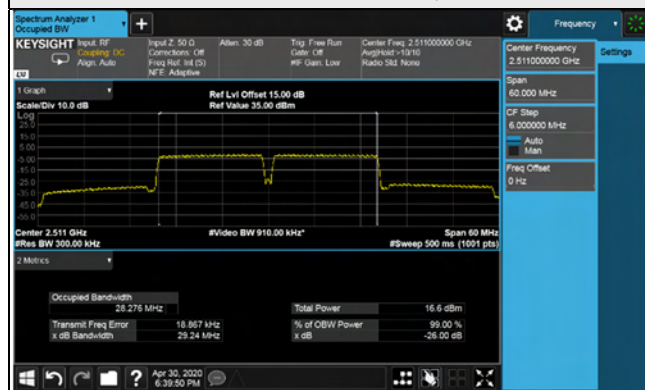 Spectrum Analyzer 1
Occupied BW
+
Frequency
KEYSIGHT
Input: RF
Coupling: DC
Align: Auto
Input Z: 50 Ω
Corrections: Off
Freq Ref: Int (S)
NFE: Adaptive
Atten: 30 dB
Trig: Free Run
Gate: Off
#IF Gain: Low
Center Freq: 2.511000000 GHz
Avg|Hold:>10/10
Radio Std: None
LXI
1 Graph
Scale/Div 10.0 dB
Ref Lvl Offset 15.00 dB
Ref Value 35.00 dBm
Log
25.0
15.0
5.00
-5.00
-15.0
-25.0
-35.0
-45.0
-55.0
Center 2.511 GHz
#Res BW 300.00 kHz
#Video BW 910.00 kHz*
Span 60 MHz
#Sweep 500 ms (1001 pts)
2 Metrics
Occupied Bandwidth
28.276 MHz
Transmit Freq Error
18.867 kHz
x dB Bandwidth
29.24 MHz
Total Power
16.6 dBm
% of OBW Power
99.00 %
x dB
-26.00 dB
Center Frequency
2.511000000 GHz
Settings
Span
60.000 MHz
CF Step
6.000000 MHz
Auto
Man
Freq Offset
0 Hz
?
Apr 30, 2020
6:39:50 PM